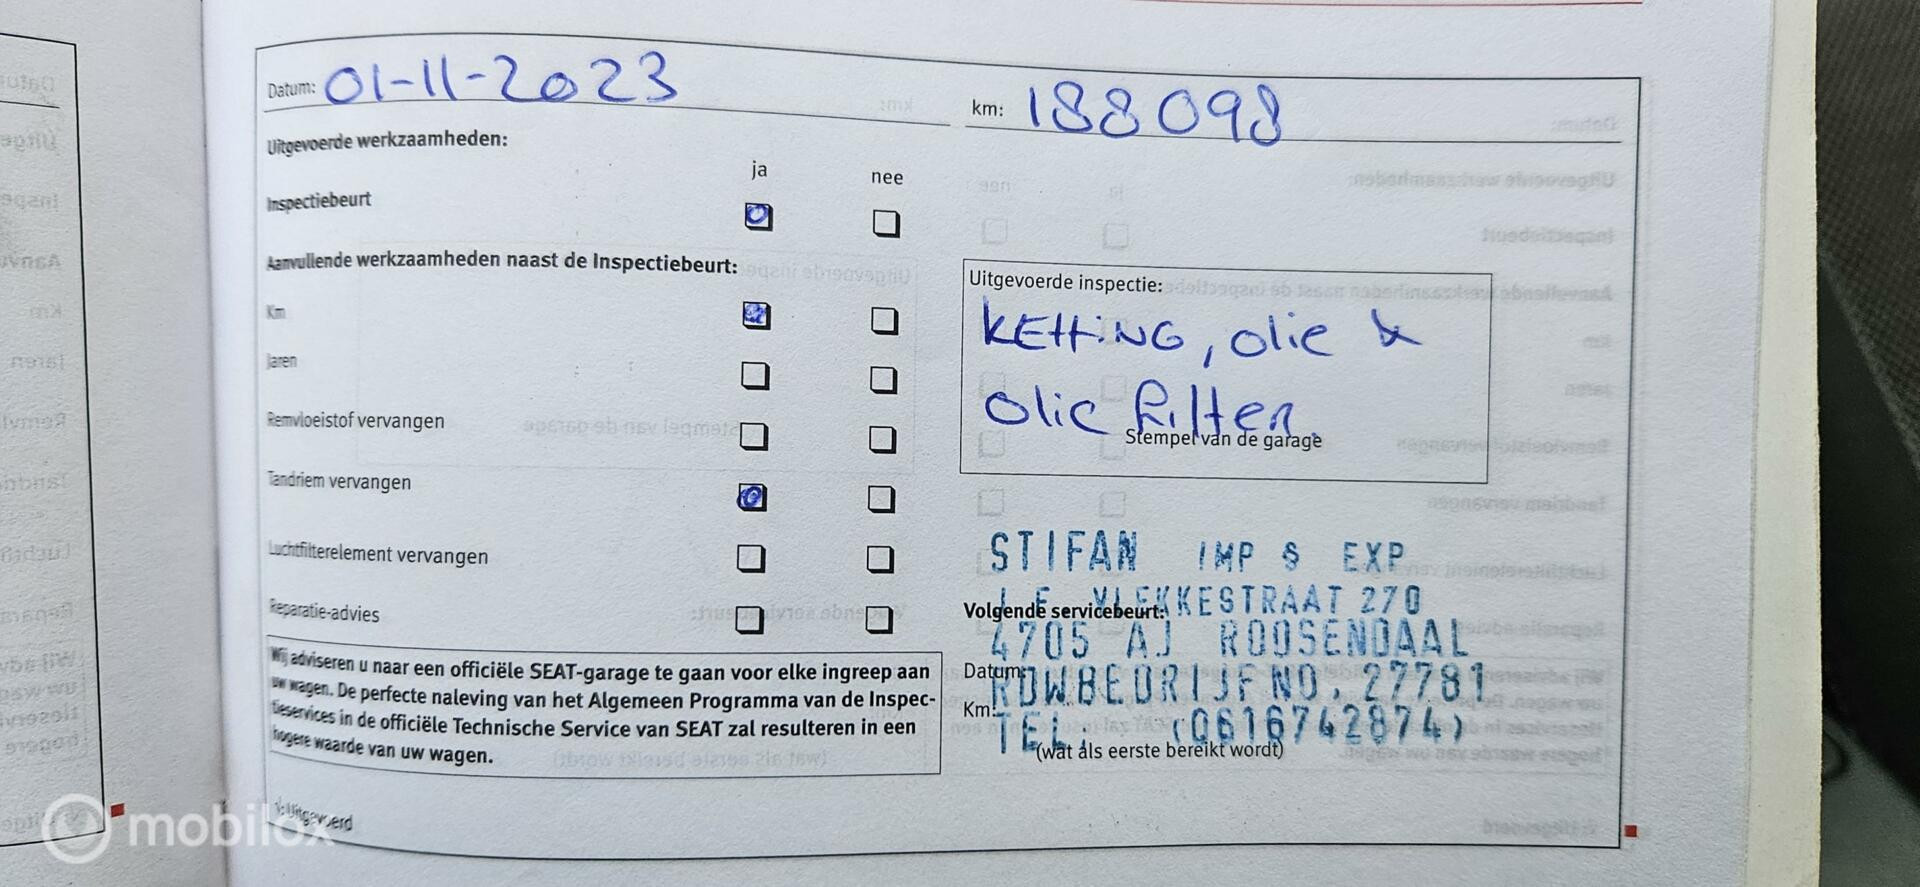 Datum: 01-11-2023
km: 188098
Uitgevoerde werkzaamheden:
ja nee
Inspectiebeurt
Aanvullende werkzaamheden naast de Inspectiebeurt:
Km
Jaren
Remvloeistof vervangen
Tandriem vervangen
Luchtfilterelement vervangen
Reparatie-advies
Wij adviseren u naar een officiële SEAT-garage te gaan voor elke ingreep aan
uw wagen. De perfecte naleving van het Algemeen Programma van de Inspec-
tieservices in de officiële Technische Service van SEAT zal resulteren in een
hogere waarde van uw wagen.
Uitgevoerd
Uitgevoerde inspectie:
KETTING, olie &
olie filter.
Stempel van de garage
STIFAN IMP § EXP
VLEKKESTRAAT 270
Volgende servicebeurt:
4705 AJ ROOSENDAAL
Datum:
RDWBEDRIJFNO. 27781
Km:
TEL. (0616742874)
(wat als eerste bereikt wordt)
mobilox